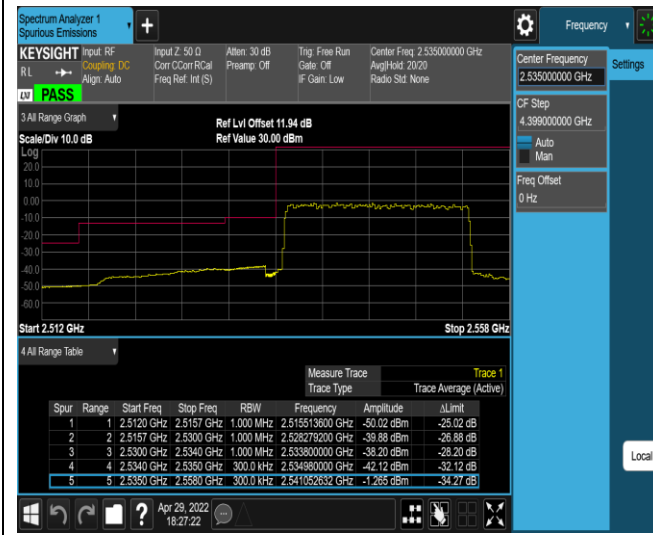 Spectrum Analyzer 1
Spurious Emissions
Frequency
KEYSIGHT Input: RF Input Z: 50 Ω Atten: 30 dB Trig: Free Run Center Freq: 2.535000000 GHz
RL Coupling: DC Corr CCorr RCal Preamp: Off Gate: Off Avg|Hold: 20/20
Align: Auto Freq Ref: Int (S) IF Gain: Low Radio Std: None
LXI PASS
3 All Range Graph
Ref Lvl Offset 11.94 dB
Scale/Div 10.0 dB Ref Value 30.00 dBm
Log
20.0
10.0
0.00
-10.0
-20.0
-30.0
-40.0
-50.0
-60.0
Start 2.512 GHz Stop 2.558 GHz
4 All Range Table
Measure Trace Trace 1
Trace Type Trace Average (Active)
Spur Range Start Freq Stop Freq RBW Frequency Amplitude ΔLimit
1 1 2.5120 GHz 2.5157 GHz 1.000 MHz 2.515513600 GHz -50.02 dBm -25.02 dB
2 2 2.5157 GHz 2.5300 GHz 1.000 MHz 2.528279200 GHz -39.88 dBm -26.88 dB
3 3 2.5300 GHz 2.5340 GHz 1.000 MHz 2.533800000 GHz -38.20 dBm -28.20 dB
4 4 2.5340 GHz 2.5350 GHz 300.0 kHz 2.534980000 GHz -42.12 dBm -32.12 dB
5 5 2.5350 GHz 2.5580 GHz 300.0 kHz 2.541052632 GHz -1.265 dBm -34.27 dB
Apr 29, 2022
18:27:22
Center Frequency
2.535000000 GHz
Settings
CF Step
4.399000000 GHz
Auto
Man
Freq Offset
0 Hz
Local